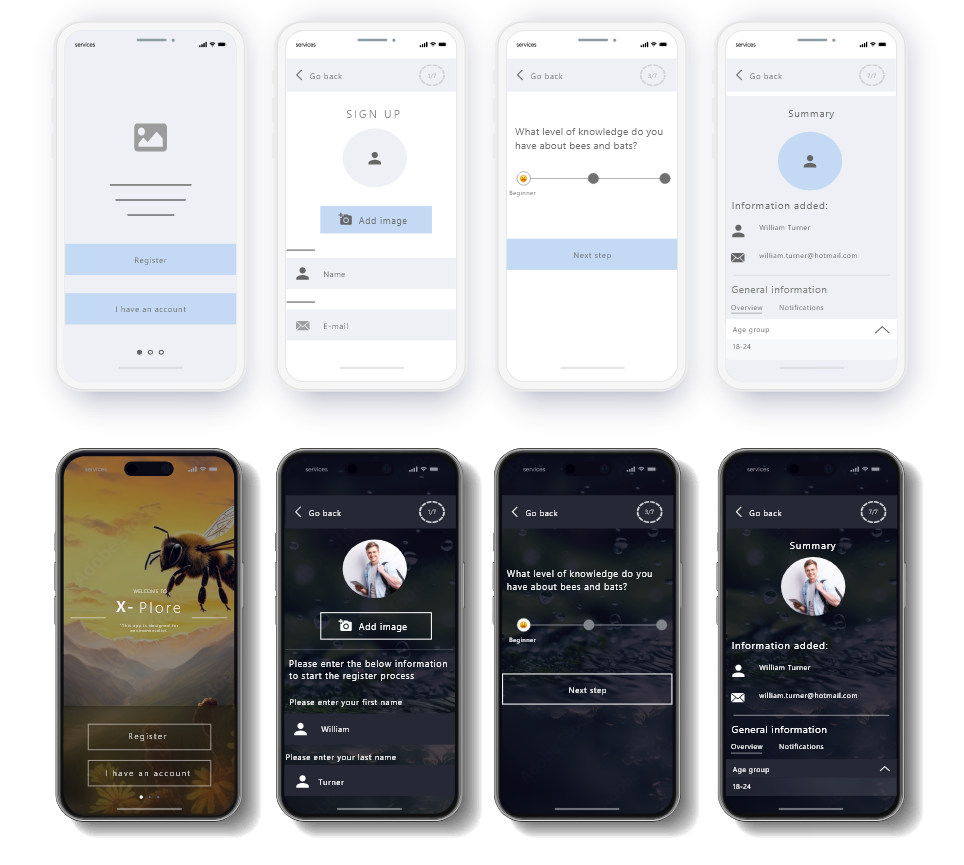 services
Register
I have an account
services
Go back
1/7
SIGN UP
Add image
Name
E-mail
services
Go back
3/7
What level of knowledge do you
have about bees and bats?
Beginner
Next step
services
Go back
7/7
Summary
Information added:
William Turner
william.turner@hotmail.com
General information
Overview Notifications
Age group
18-24
services
WELCOME TO
X- Plore
"This app is designed for
environmentalist
Register
I have an account
services
Go back
1/7
Add image
Please enter the below information
to start the register process
Please enter your first name
William
Please enter your last name
Turner
services
Go back
3/7
What level of knowledge do you
have about bees and bats?
Beginner
Next step
services
Go back
7/7
Summary
Information added:
William Turner
william.turner@hotmail.com
General information
Overview Notifications
Age group
18-24